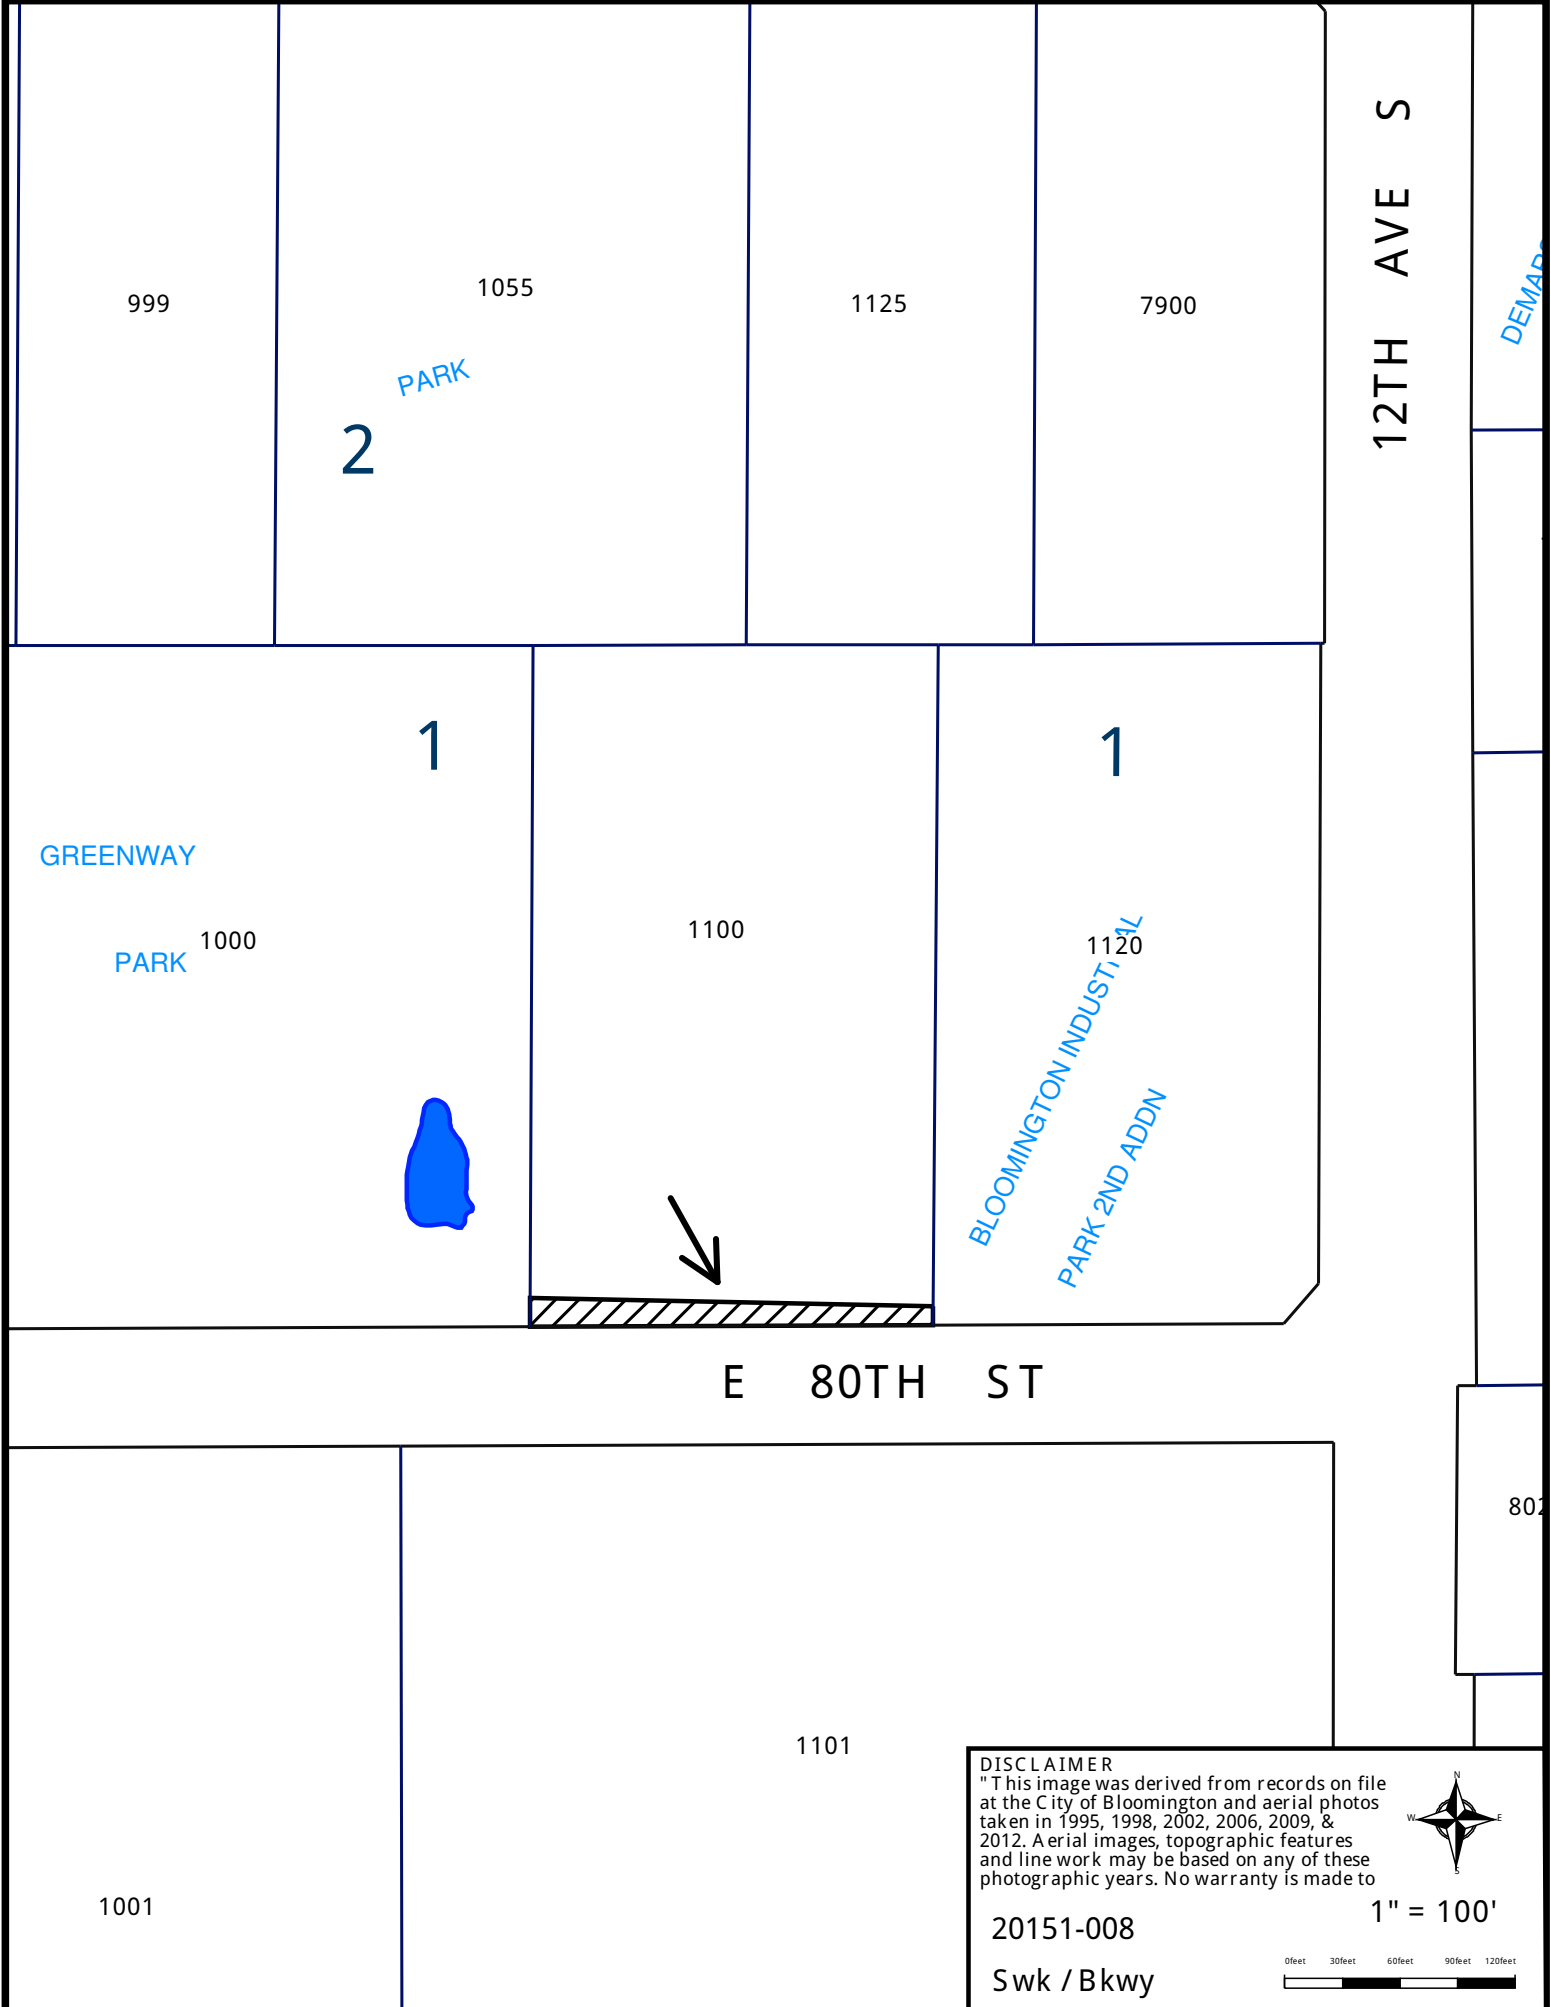 12TH AVE S
999
1055
1125
7900
PARK
2
1
1
GREENWAY
1000
PARK
1100
1120
BLOOMINGTON INDUSTRIAL
PARK 2ND ADDN
E 80TH ST
1101
1001
DISCLAIMER
"This image was derived from records on file
at the City of Bloomington and aerial photos
taken in 1995, 1998, 2002, 2006, 2009, &
2012. Aerial images, topographic features
and line work may be based on any of these
photographic years. No warranty is made to
N
W E
S
20151-008
1" = 100'
Swk / Bkwy
0feet 30feet 60feet 90feet 120feet